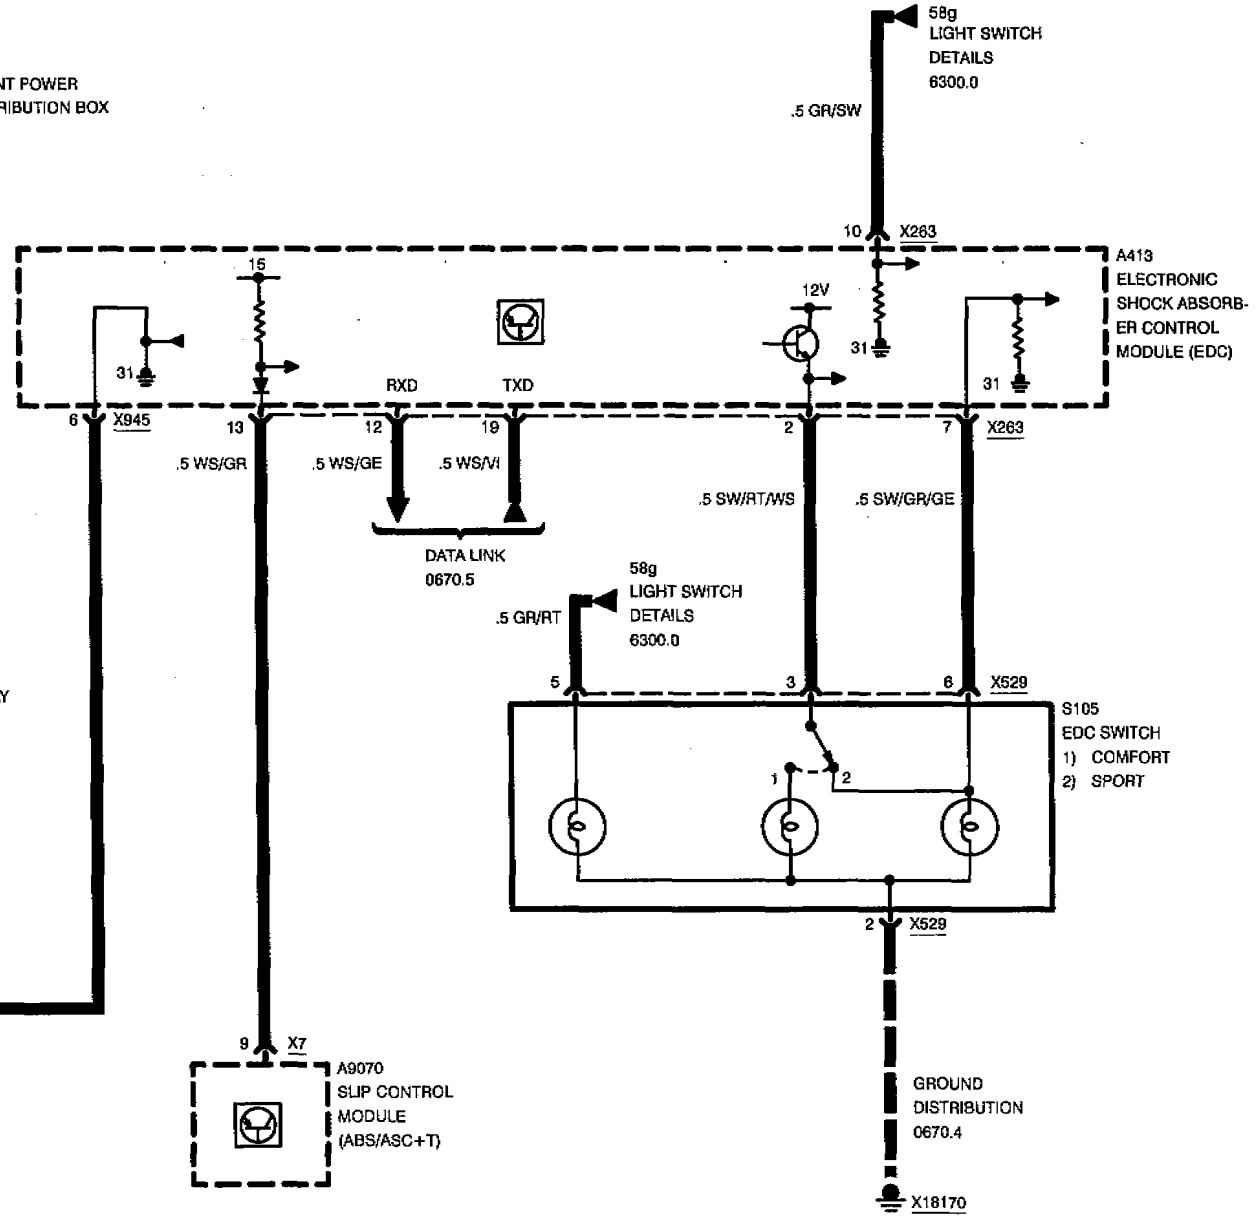 58g
LIGHT SWITCH
DETAILS
6300.0
NT POWER
RIBUTION BOX
.5 GR/SW
10 X263
A413
ELECTRONIC
SHOCK ABSORB-
ER CONTROL
MODULE (EDC)
15
12V
31
31
31
RXD TXD
6 X945 13 12 19 2 7 X263
.5 WS/GR .5 WS/GE .5 WS/VI
.5 SW/RT/WS .5 SW/GR/GE
DATA LINK
0670.5
58g
LIGHT SWITCH
DETAILS
6300.0
.5 GR/RT
5 3 6 X529
Y
S105
EDC SWITCH
1) COMFORT
2) SPORT
1 2
2 X529
9 X7
A9070
SLIP CONTROL
MODULE
(ABS/ASC+T)
GROUND
DISTRIBUTION
0670.4
X18170